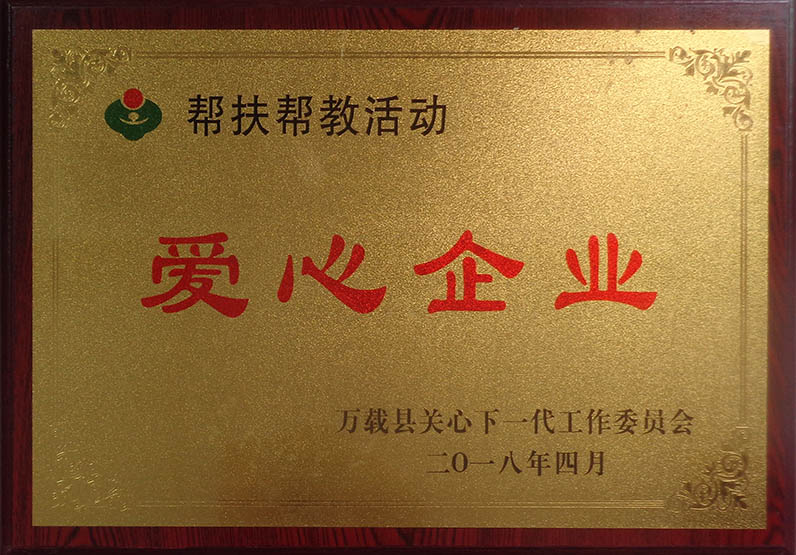 帮扶帮教活动
爱心企业
万载县关心下一代工作委员会
二O一八年四月